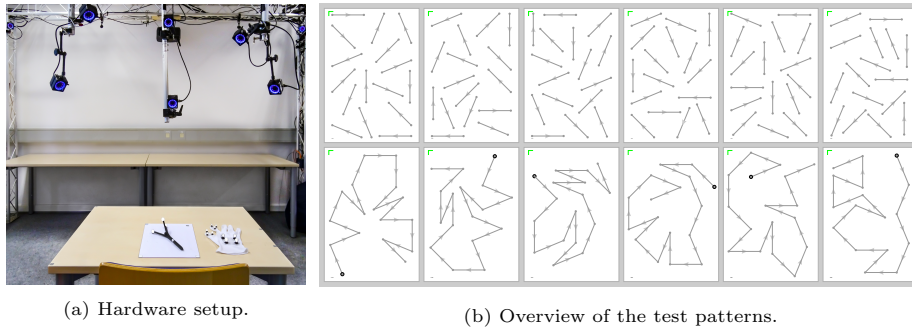 (a) Hardware setup.
(b) Overview of the test patterns.